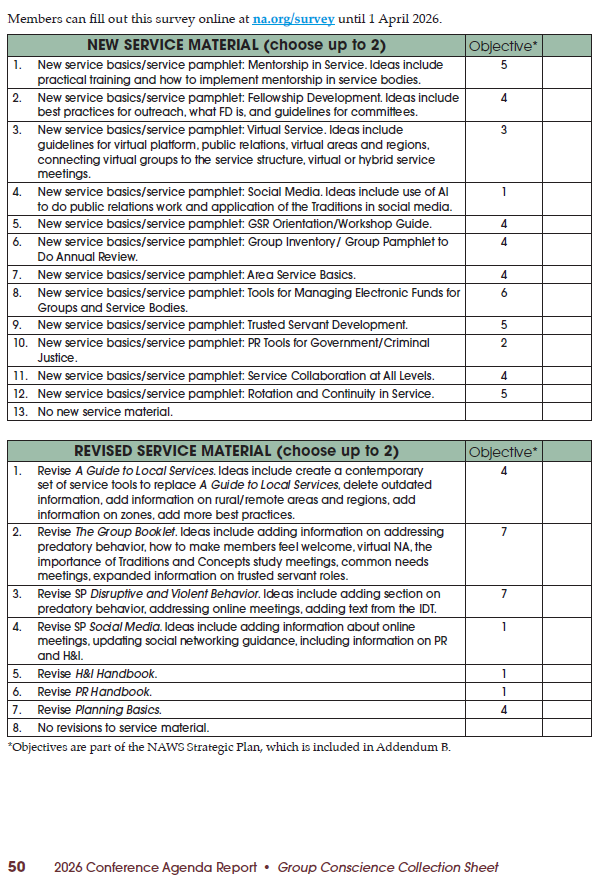 Members can fill out this survey online at na.org/survey until 1 April 2026.
NEW SERVICE MATERIAL (choose up to 2) Objective*
1. New service basics/service pamphlet: Mentorship in Service. Ideas include 5
practical training and how to implement mentorship in service bodies.
2. New service basics/service pamphlet: Fellowship Development. Ideas include 4
best practices for outreach, what FD is, and guidelines for committees.
3. New service basics/service pamphlet: Virtual Service. Ideas include 3
guidelines for virtual platform, public relations, virtual areas and regions,
connecting virtual groups to the service structure, virtual or hybrid service
meetings.
4. New service basics/service pamphlet: Social Media. Ideas include use of AI 1
to do public relations work and application of the Traditions in social media.
5. New service basics/service pamphlet: GSR Orientation/Workshop Guide. 4
6. New service basics/service pamphlet: Group Inventory/ Group Pamphlet to 4
Do Annual Review.
7. New service basics/service pamphlet: Area Service Basics. 4
8. New service basics/service pamphlet: Tools for Managing Electronic Funds for 6
Groups and Service Bodies.
9. New service basics/service pamphlet: Trusted Servant Development. 5
10. New service basics/service pamphlet: PR Tools for Government/Criminal 2
Justice.
11. New service basics/service pamphlet: Service Collaboration at All Levels. 4
12. New service basics/service pamphlet: Rotation and Continuity in Service. 5
13. No new service material.
REVISED SERVICE MATERIAL (choose up to 2) Objective*
1. Revise A Guide to Local Services. Ideas include create a contemporary 4
set of service tools to replace A Guide to Local Services, delete outdated
information, add information on rural/remote areas and regions, add
information on zones, add more best practices.
2. Revise The Group Booklet. Ideas include adding information on addressing 7
predatory behavior, how to make members feel welcome, virtual NA, the
importance of Traditions and Concepts study meetings, common needs
meetings, expanded information on trusted servant roles.
3. Revise SP Disruptive and Violent Behavior. Ideas include adding section on 7
predatory behavior, addressing online meetings, adding text from the IDT.
4. Revise SP Social Media. Ideas include adding information about online 1
meetings, updating social networking guidance, including information on PR
and H&I.
5. Revise H&I Handbook. 1
6. Revise PR Handbook. 1
7. Revise Planning Basics. 4
8. No revisions to service material.
*Objectives are part of the NAWS Strategic Plan, which is included in Addendum B.
50 2026 Conference Agenda Report • Group Conscience Collection Sheet